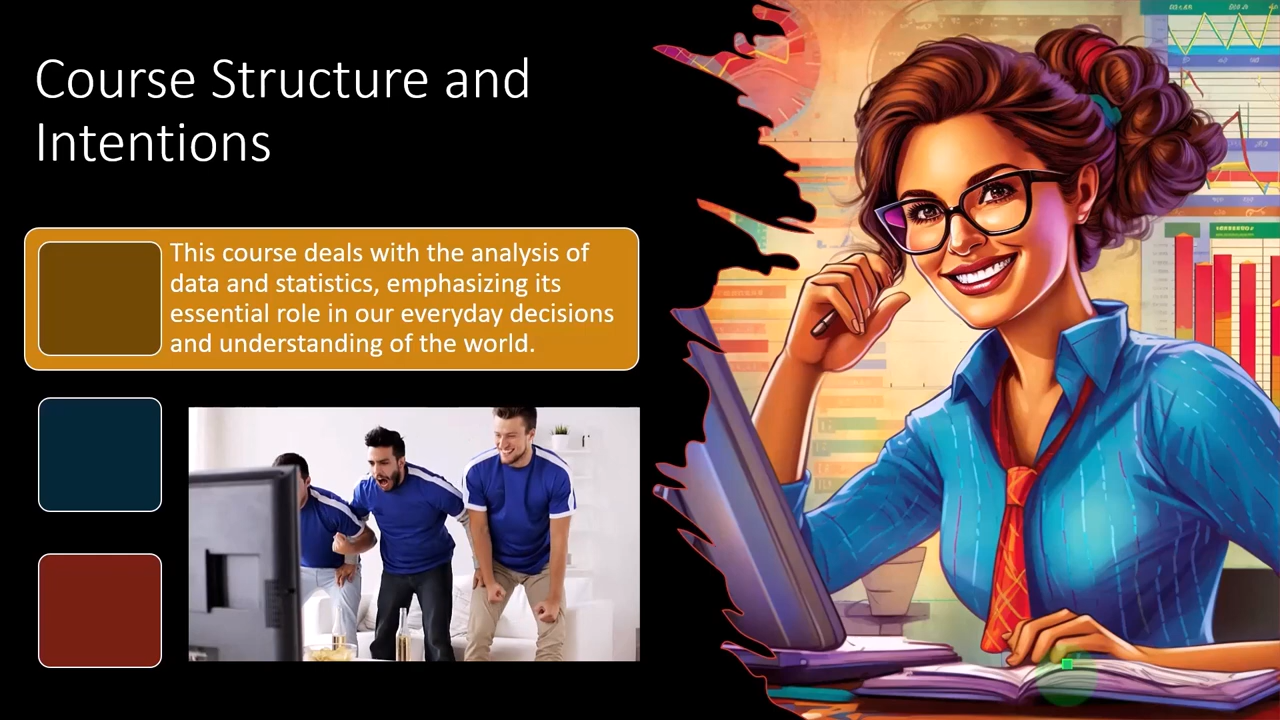 Course Structure and
Intentions
This course deals with the analysis of
data and statistics, emphasizing its
essential role in our everyday decisions
and understanding of the world.